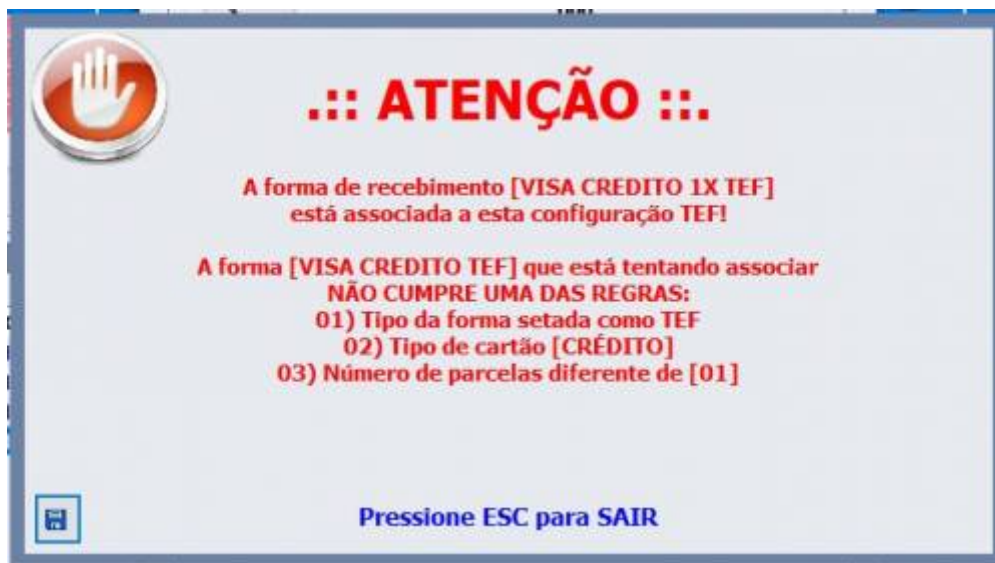 .:: ATENÇÃO ::.
A forma de recebimento [VISA CREDITO 1X TEF]
está associada a esta configuração TEF!
A forma [VISA CREDITO TEF] que está tentando associar
NÃO CUMPRE UMA DAS REGRAS:
01) Tipo da forma setada como TEF
02) Tipo de cartão [CRÉDITO]
03) Número de parcelas diferente de [01]
Pressione ESC para SAIR